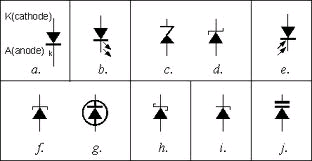 K(cathode)
A(anode) k
a. b. c. d. e.
f. g. h. i. j.